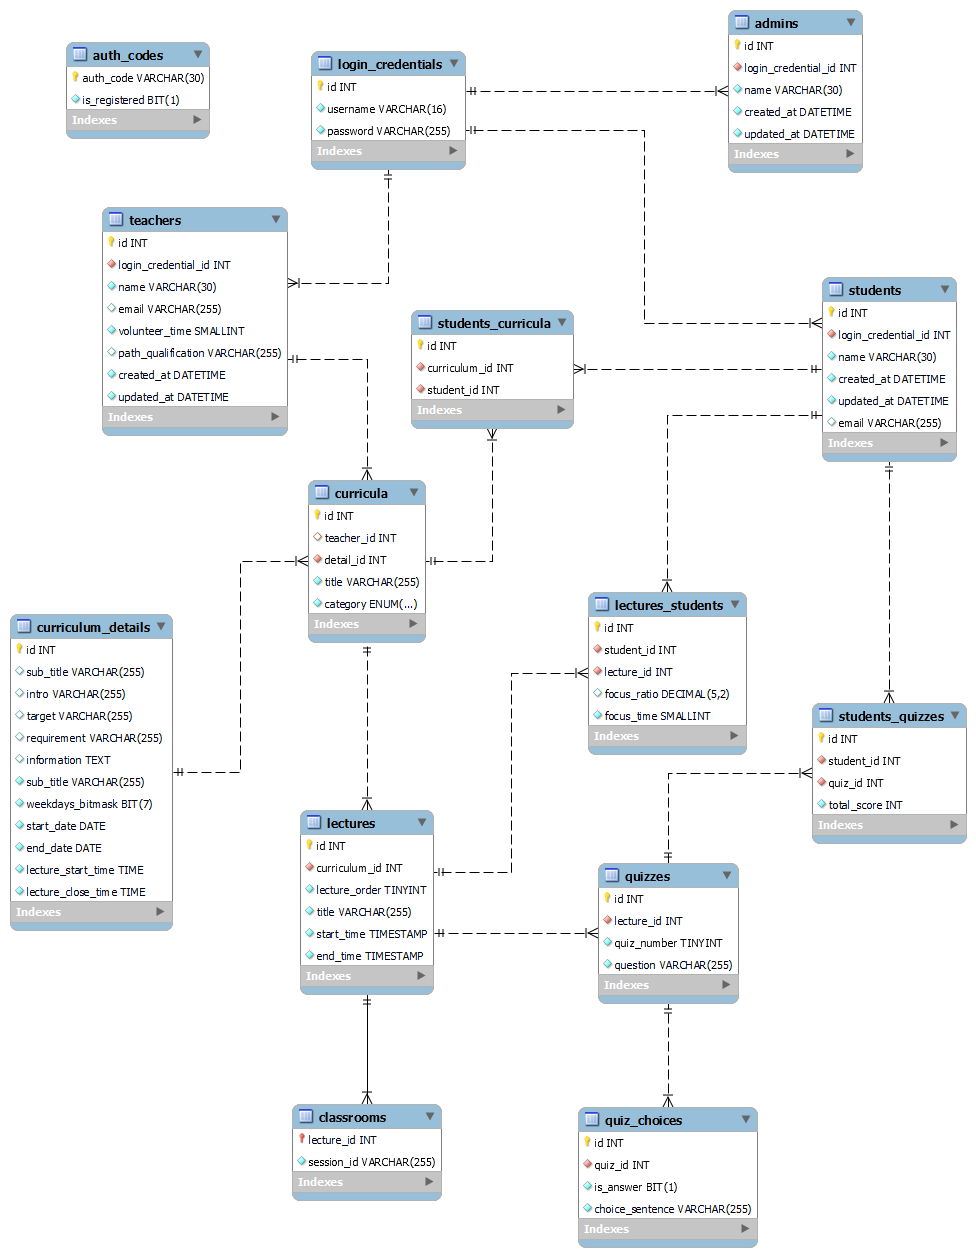 auth_codes
auth_code VARCHAR(30)
is_registered BIT(1)
Indexes
login_credentials
id INT
username VARCHAR(16)
password VARCHAR(255)
Indexes
admins
id INT
login_credential_id INT
name VARCHAR(30)
created_at DATETIME
updated_at DATETIME
Indexes
teachers
id INT
login_credential_id INT
name VARCHAR(30)
email VARCHAR(255)
volunteer_time SMALLINT
path_qualification VARCHAR(255)
created_at DATETIME
updated_at DATETIME
Indexes
students_curricula
id INT
curriculum_id INT
student_id INT
Indexes
students
id INT
login_credential_id INT
name VARCHAR(30)
created_at DATETIME
updated_at DATETIME
email VARCHAR(255)
Indexes
curricula
id INT
teacher_id INT
detail_id INT
title VARCHAR(255)
category ENUM(...)
Indexes
curriculum_details
id INT
sub_title VARCHAR(255)
intro VARCHAR(255)
target VARCHAR(255)
requirement VARCHAR(255)
information TEXT
sub_title VARCHAR(255)
weekdays_bitmask BIT(7)
start_date DATE
end_date DATE
lecture_start_time TIME
lecture_close_time TIME
Indexes
lectures_students
id INT
student_id INT
lecture_id INT
focus_ratio DECIMAL(5,2)
focus_time SMALLINT
Indexes
students_quizzes
id INT
student_id INT
quiz_id INT
total_score INT
Indexes
lectures
id INT
curriculum_id INT
lecture_order TINYINT
title VARCHAR(255)
start_time TIMESTAMP
end_time TIMESTAMP
Indexes
quizzes
id INT
lecture_id INT
quiz_number TINYINT
question VARCHAR(255)
Indexes
classrooms
lecture_id INT
session_id VARCHAR(255)
Indexes
quiz_choices
id INT
quiz_id INT
is_answer BIT(1)
choice_sentence VARCHAR(255)
Indexes